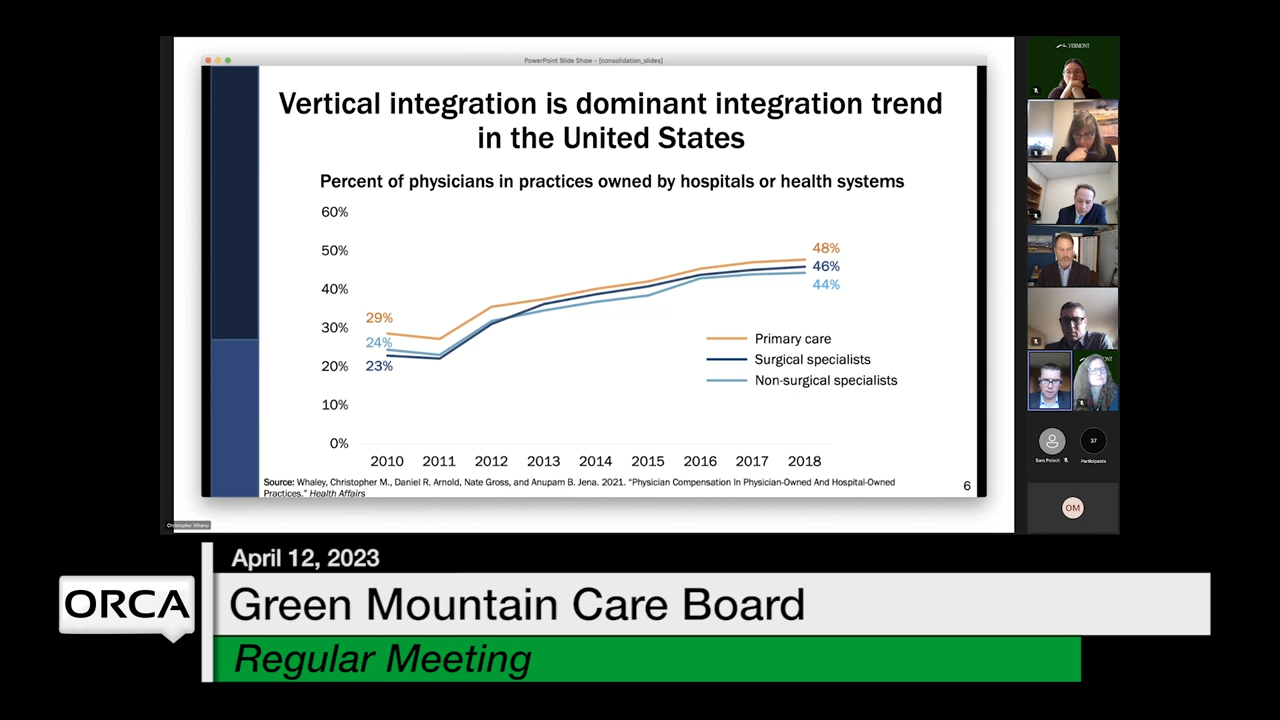 PowerPoint Slide Show - [consolidation_slides]
Vertical integration is dominant integration trend
in the United States
Percent of physicians in practices owned by hospitals or health systems
60%
50%
40%
30%
20%
10%
0%
29%
24%
23%
48%
46%
44%
Primary care
Surgical specialists
Non-surgical specialists
2010 2011 2012 2013 2014 2015 2016 2017 2018
Source: Whaley, Christopher M., Daniel R. Arnold, Nate Gross, and Anupam B. Jena. 2021. “Physician Compensation In Physician-Owned And Hospital-Owned
Practices.” Health Affairs
6
Christopher Whaley
VERMONT
37
Participants
OM
April 12, 2023
ORCA
Green Mountain Care Board
Regular Meeting